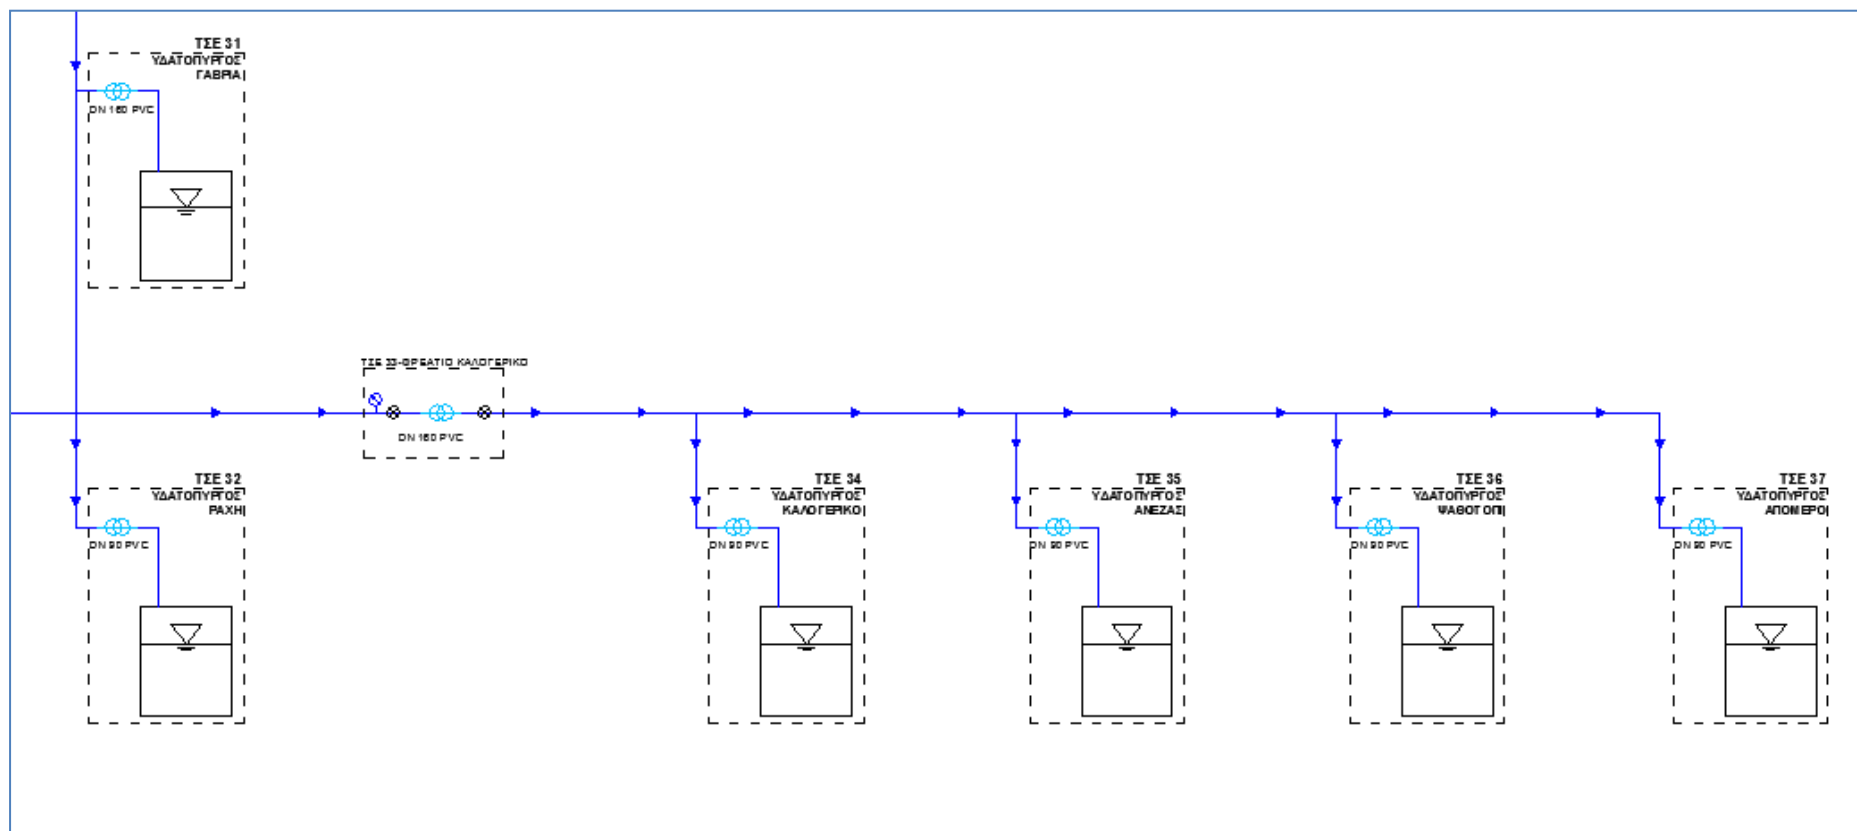 ΤΣΕ 31
ΥΔΑΤΟΠΥΡΓΟΣ
ΓΑΒΡΙΑ
DN 160 PVC
ΤΣΕ 33-ΦΡΕΑΤΙΟ ΚΑΛΟΓΕΡΙΚΟ
DN 160 PVC
ΤΣΕ 32
ΥΔΑΤΟΠΥΡΓΟΣ
ΡΑΧΗ
DN 90 PVC
ΤΣΕ 34
ΥΔΑΤΟΠΥΡΓΟΣ
ΚΑΛΟΓΕΡΙΚΟ
DN 90 PVC
ΤΣΕ 35
ΥΔΑΤΟΠΥΡΓΟΣ
ΑΝΕΖΑΣ
DN 90 PVC
ΤΣΕ 36
ΥΔΑΤΟΠΥΡΓΟΣ
ΨΑΘΟΤΟΠΙ
DN 90 PVC
ΤΣΕ 37
ΥΔΑΤΟΠΥΡΓΟΣ
ΑΠΟΜΕΡΟ
DN 90 PVC